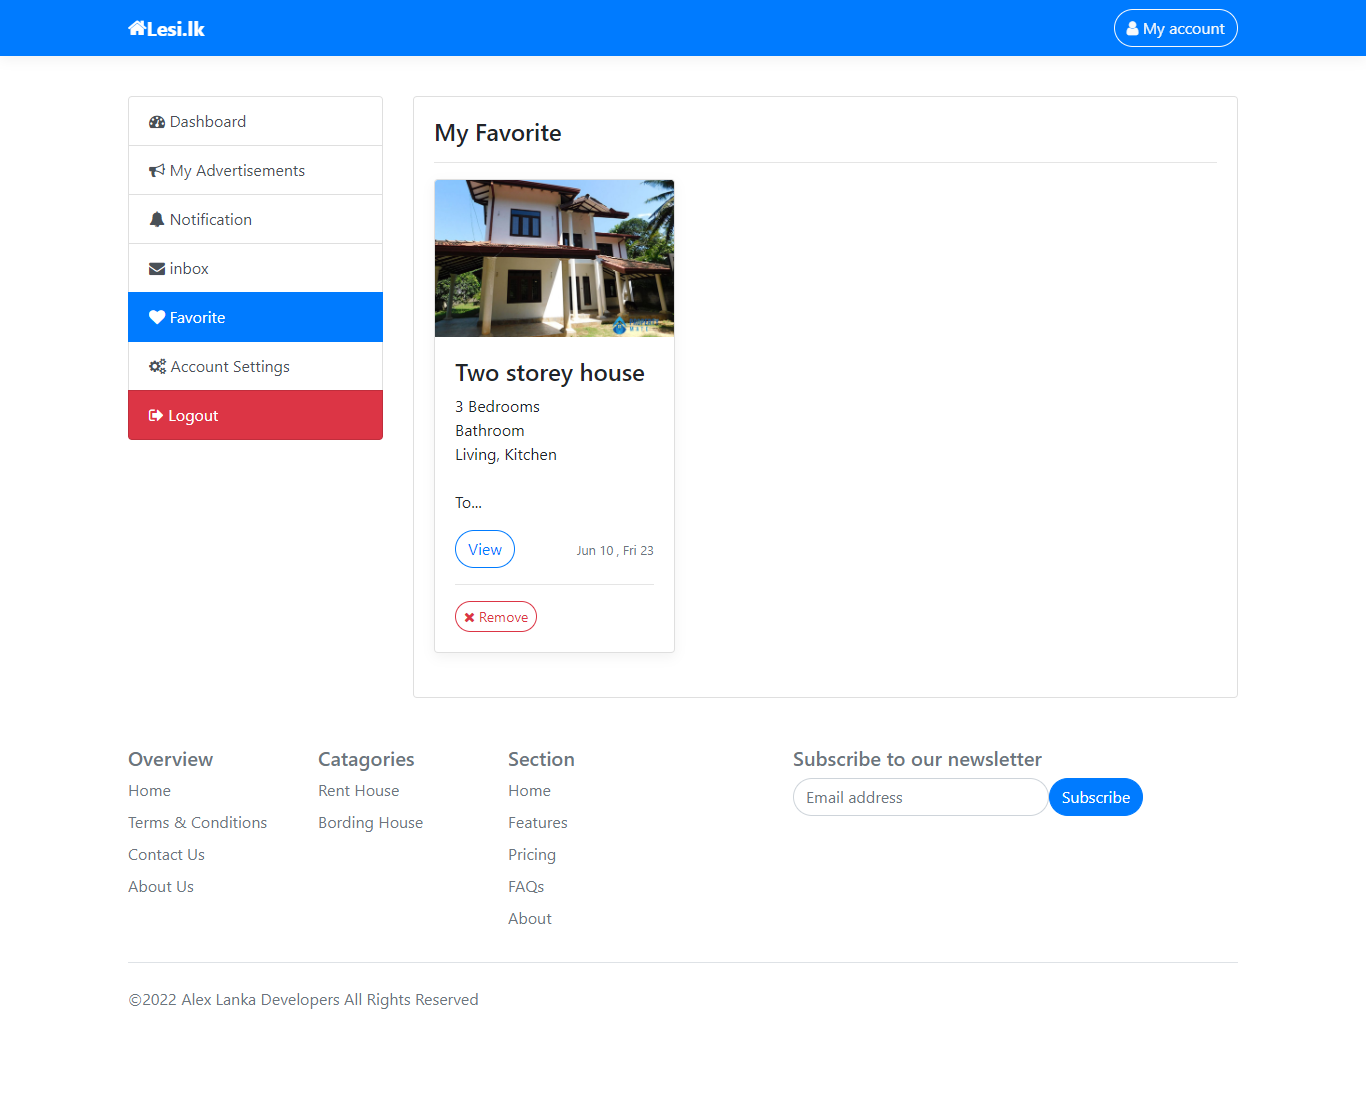 Lesi.lk
My account
Dashboard
My Advertisements
Notification
inbox
Favorite
Account Settings
Logout
My Favorite
Two storey house
3 Bedrooms
Bathroom
Living, Kitchen
To...
View
Jun 10 , Fri 23
Remove
Overview
Home
Terms & Conditions
Contact Us
About Us
Catagories
Rent House
Bording House
Section
Home
Features
Pricing
FAQs
About
Subscribe to our newsletter
Email address
Subscribe
©2022 Alex Lanka Developers All Rights Reserved